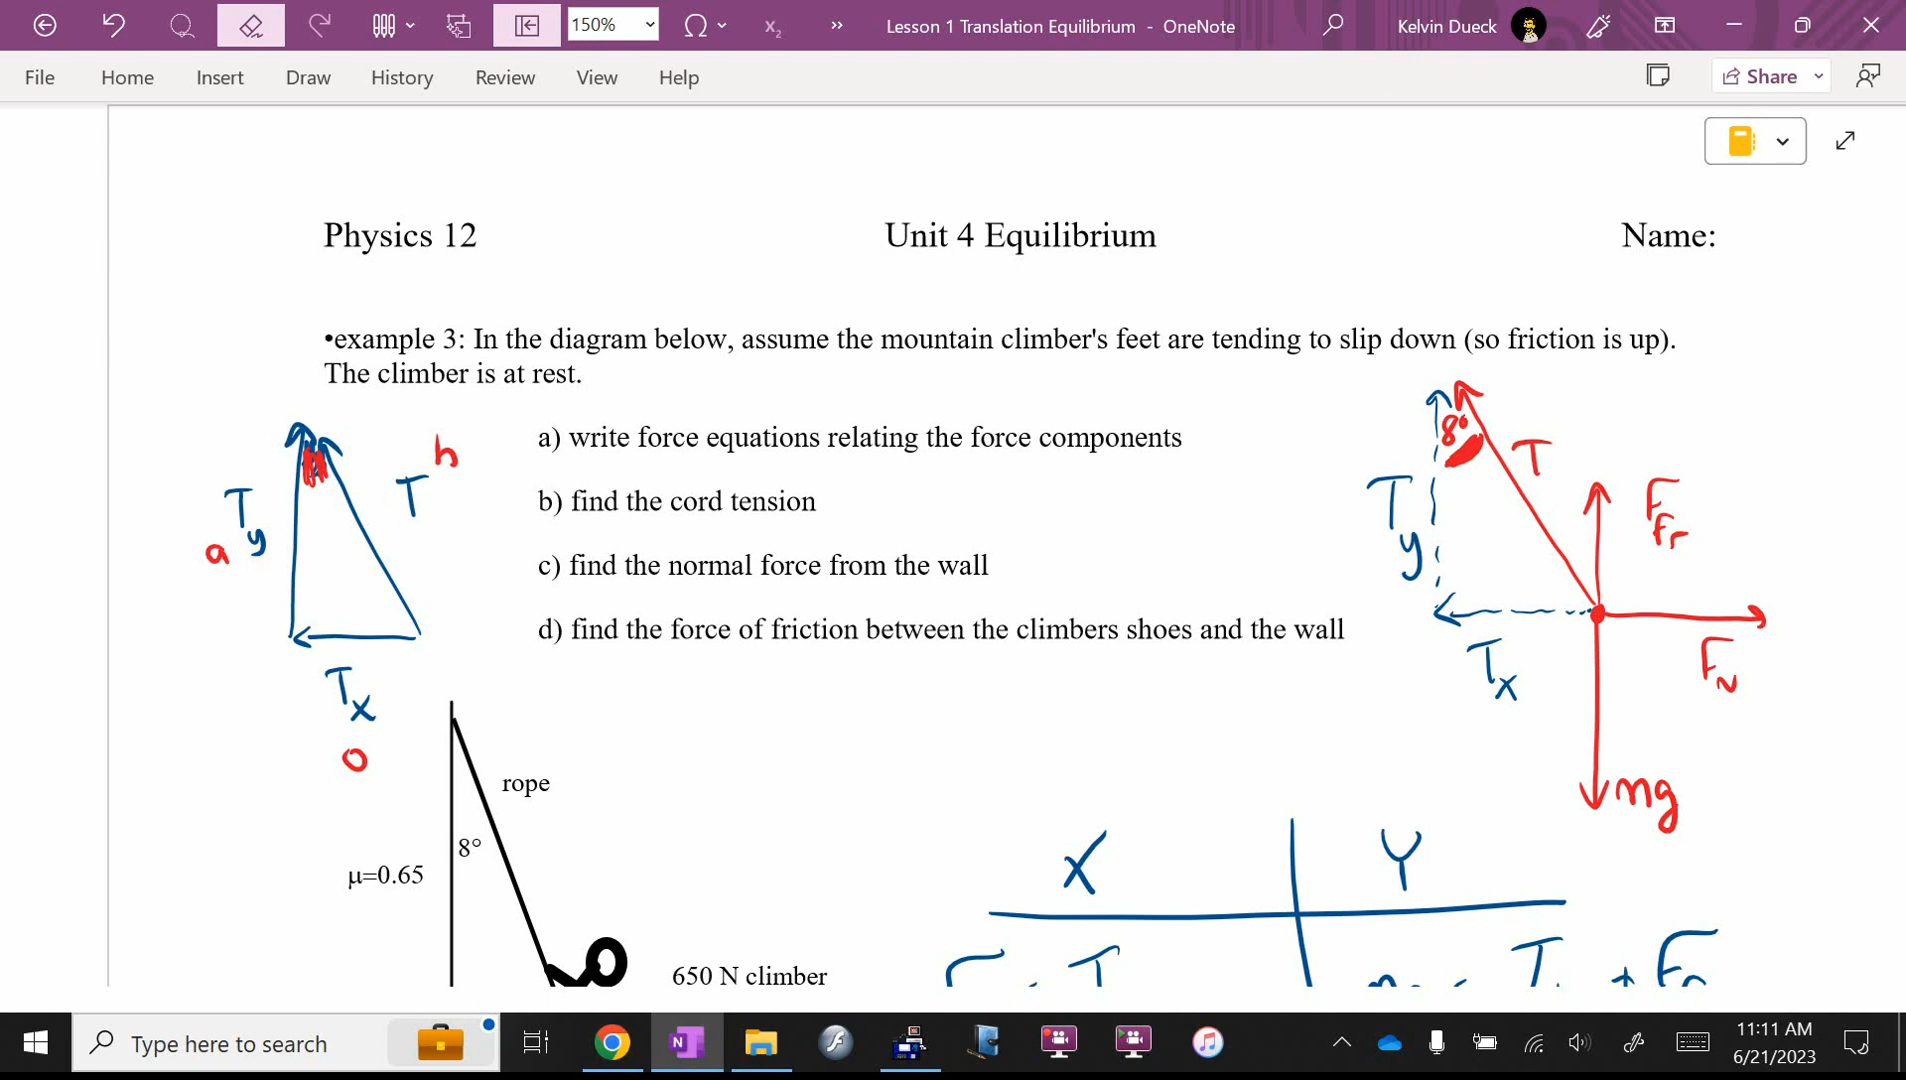 150%
X₂
»
Lesson 1 Translation Equilibrium - OneNote
Kelvin Dueck
File Home Insert Draw History Review View Help
Share
Physics 12 Unit 4 Equilibrium Name:
•example 3: In the diagram below, assume the mountain climber's feet are tending to slip down (so friction is up).
The climber is at rest.
a) write force equations relating the force components
b) find the cord tension
c) find the normal force from the wall
d) find the force of friction between the climbers shoes and the wall
h
T
Ty
a
Tx
o
8°
T
Ty
Ffr
FN
Tx
mg
rope
8°
μ=0.65
650 N climber
X Y
Type here to search
11:11 AM
6/21/2023